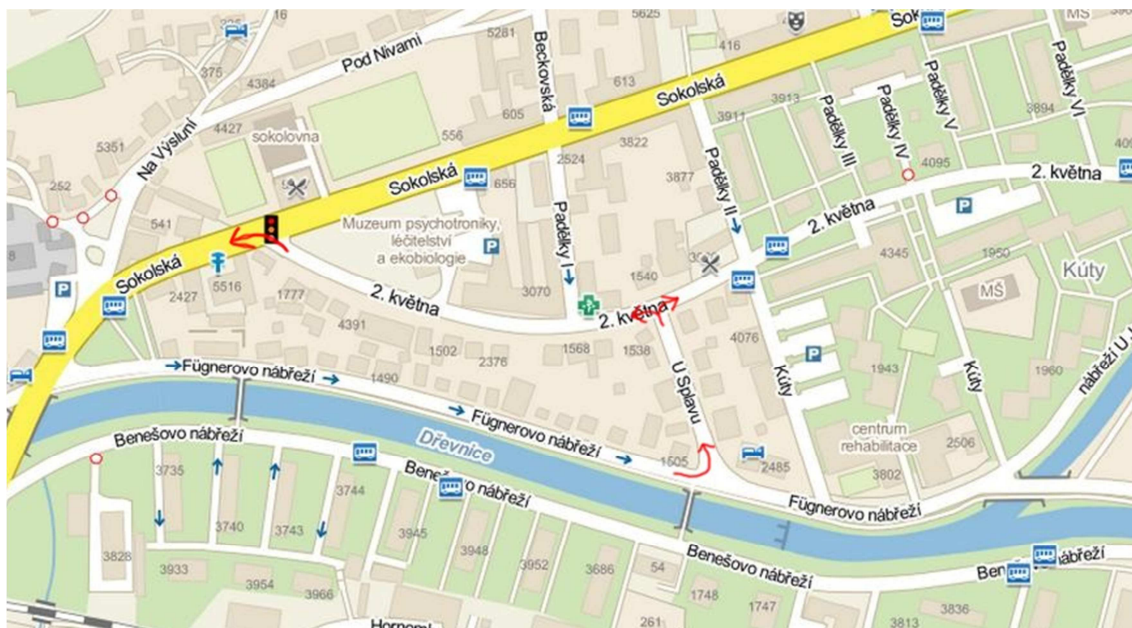 325
16
5281
Beckovská
5625
416
Sokolská
MŠ
375
Pod Nivami
4384
613
Sokolská
Padělky V
Padělky VI
3913
605
3911
3894
4427
sokolovna
556
Padělky III
Padělky IV
5351
Na Výsluní
3822
2524
4095
252
Sokolská
656
3877
Padělky II
2. května
541
Muzeum psychotroniky,
léčitelství
a ekobiologie
Padělky I
2. května
4345
1950
Kúty
Sokolská
2427
5516
1777
3070
1540
MŠ
2. května
4391
2. května
1502
2376
1568
1538
4076
U Splavu
Kúty
1943
Kúty
1960
nábřeží U
Fügnerovo nábřeží
1490
Fügnerovo nábřeží
centrum
rehabilitace
2506
Benešovo nábřeží
Dřevnice
1505
2485
3802
3735
3744
Benešovo nábřeží
Fügnerovo nábřeží
3740
3743
3945
3948
3952
3828
3686
54
Benešovo nábřeží
3933
3954
3966
1748
1747
3836
3813
261